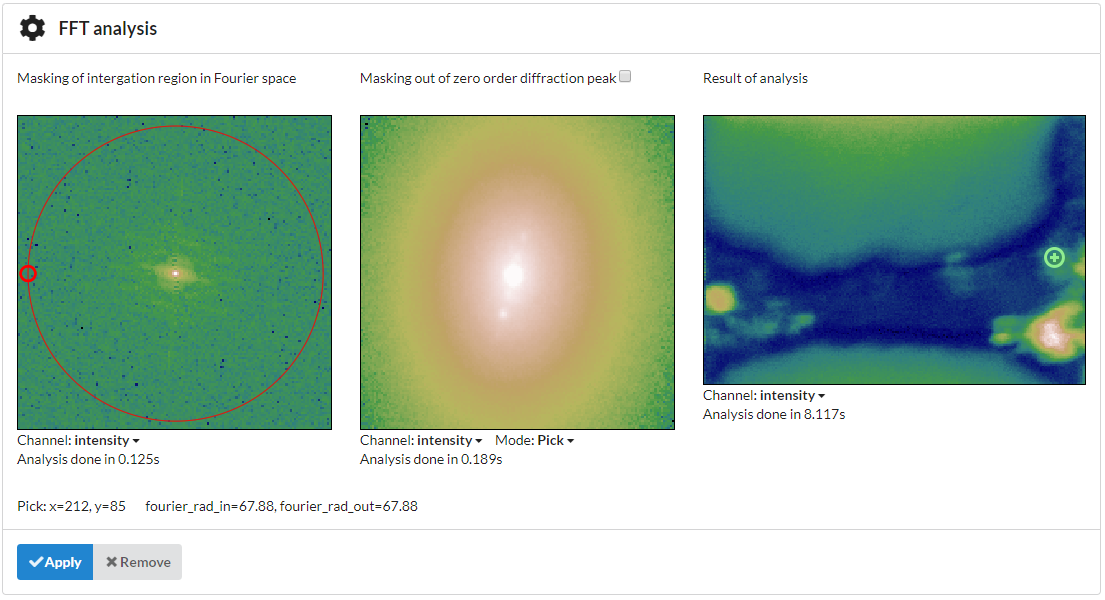 FFT analysis
Masking of intergation region in Fourier space
Masking out of zero order diffraction peak
Result of analysis
Channel: intensity
Analysis done in 0.125s
Channel: intensity Mode: Pick
Analysis done in 0.189s
Channel: intensity
Analysis done in 8.117s
Pick: x=212, y=85 fourier_rad_in=67.88, fourier_rad_out=67.88
Apply
Remove